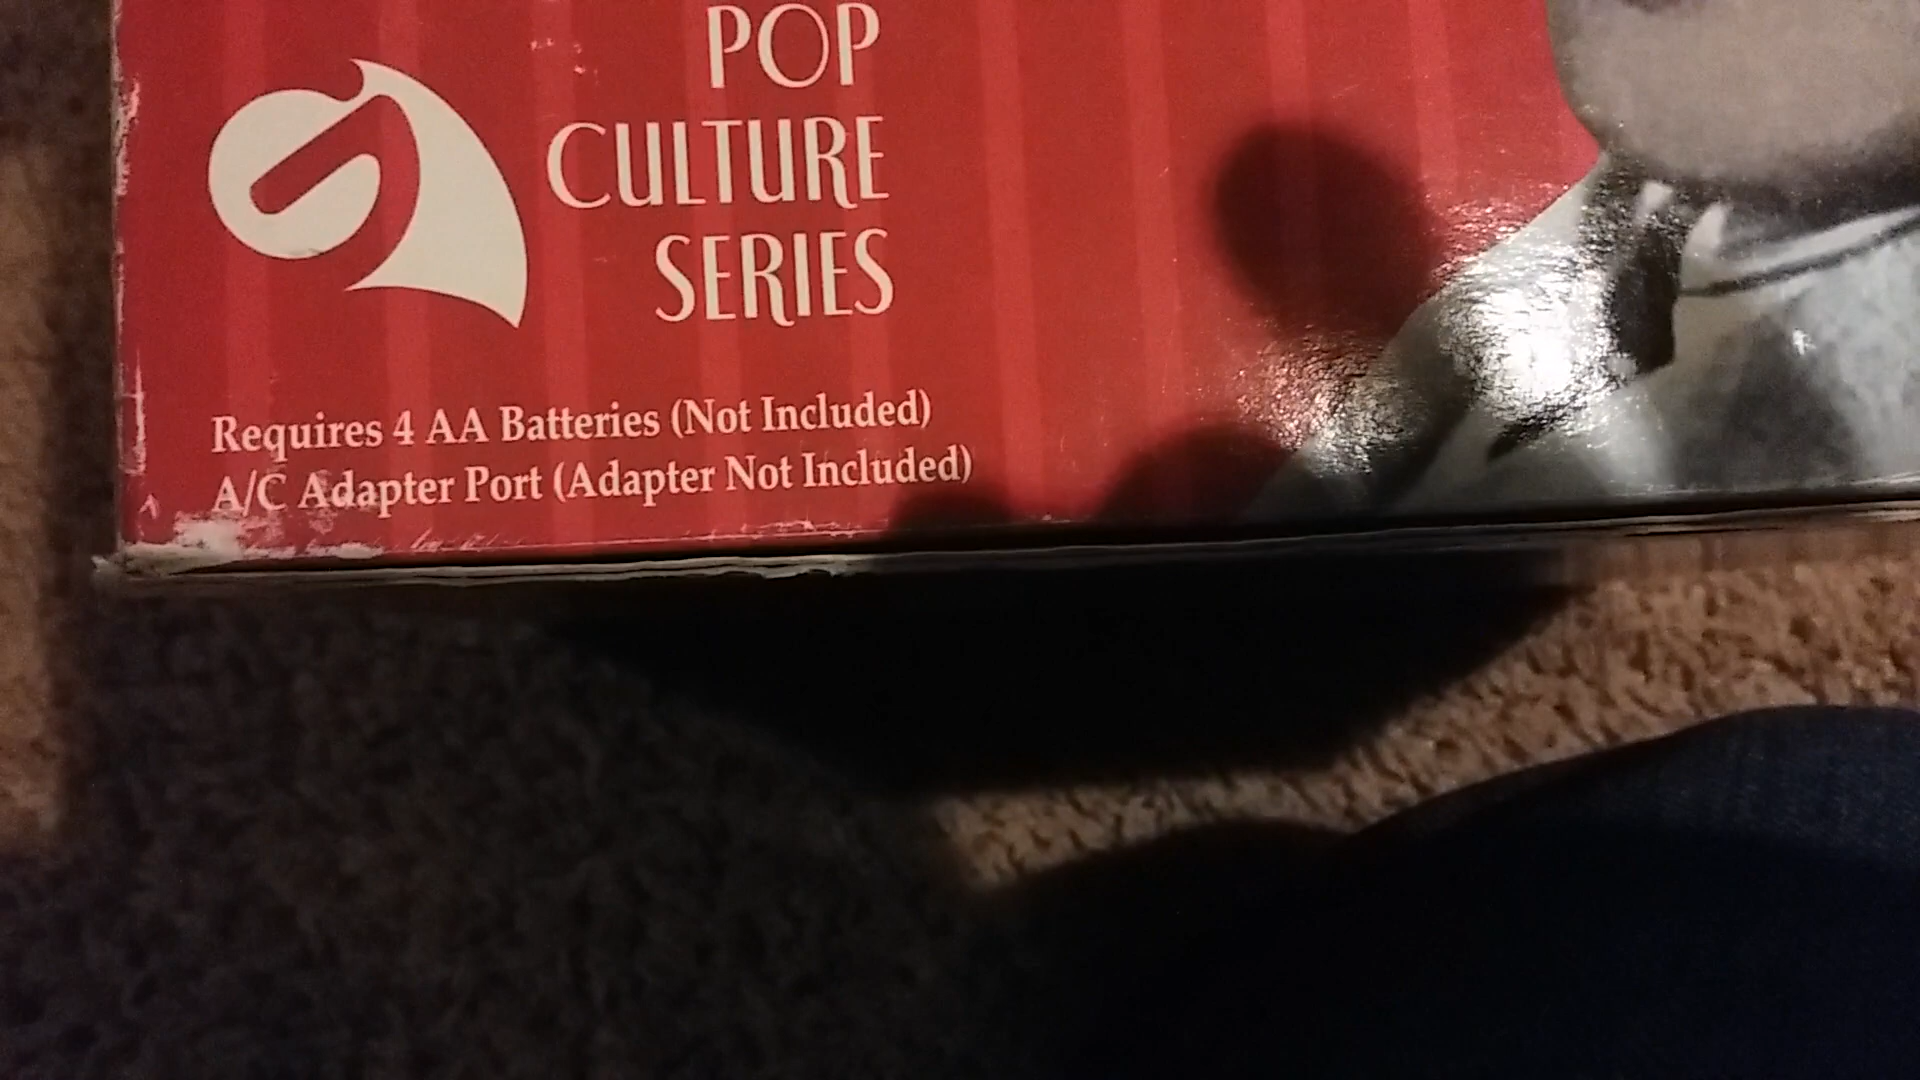 POP
CULTURE
SERIES
Requires 4 AA Batteries (Not Included)
A/C Adapter Port (Adapter Not Included)